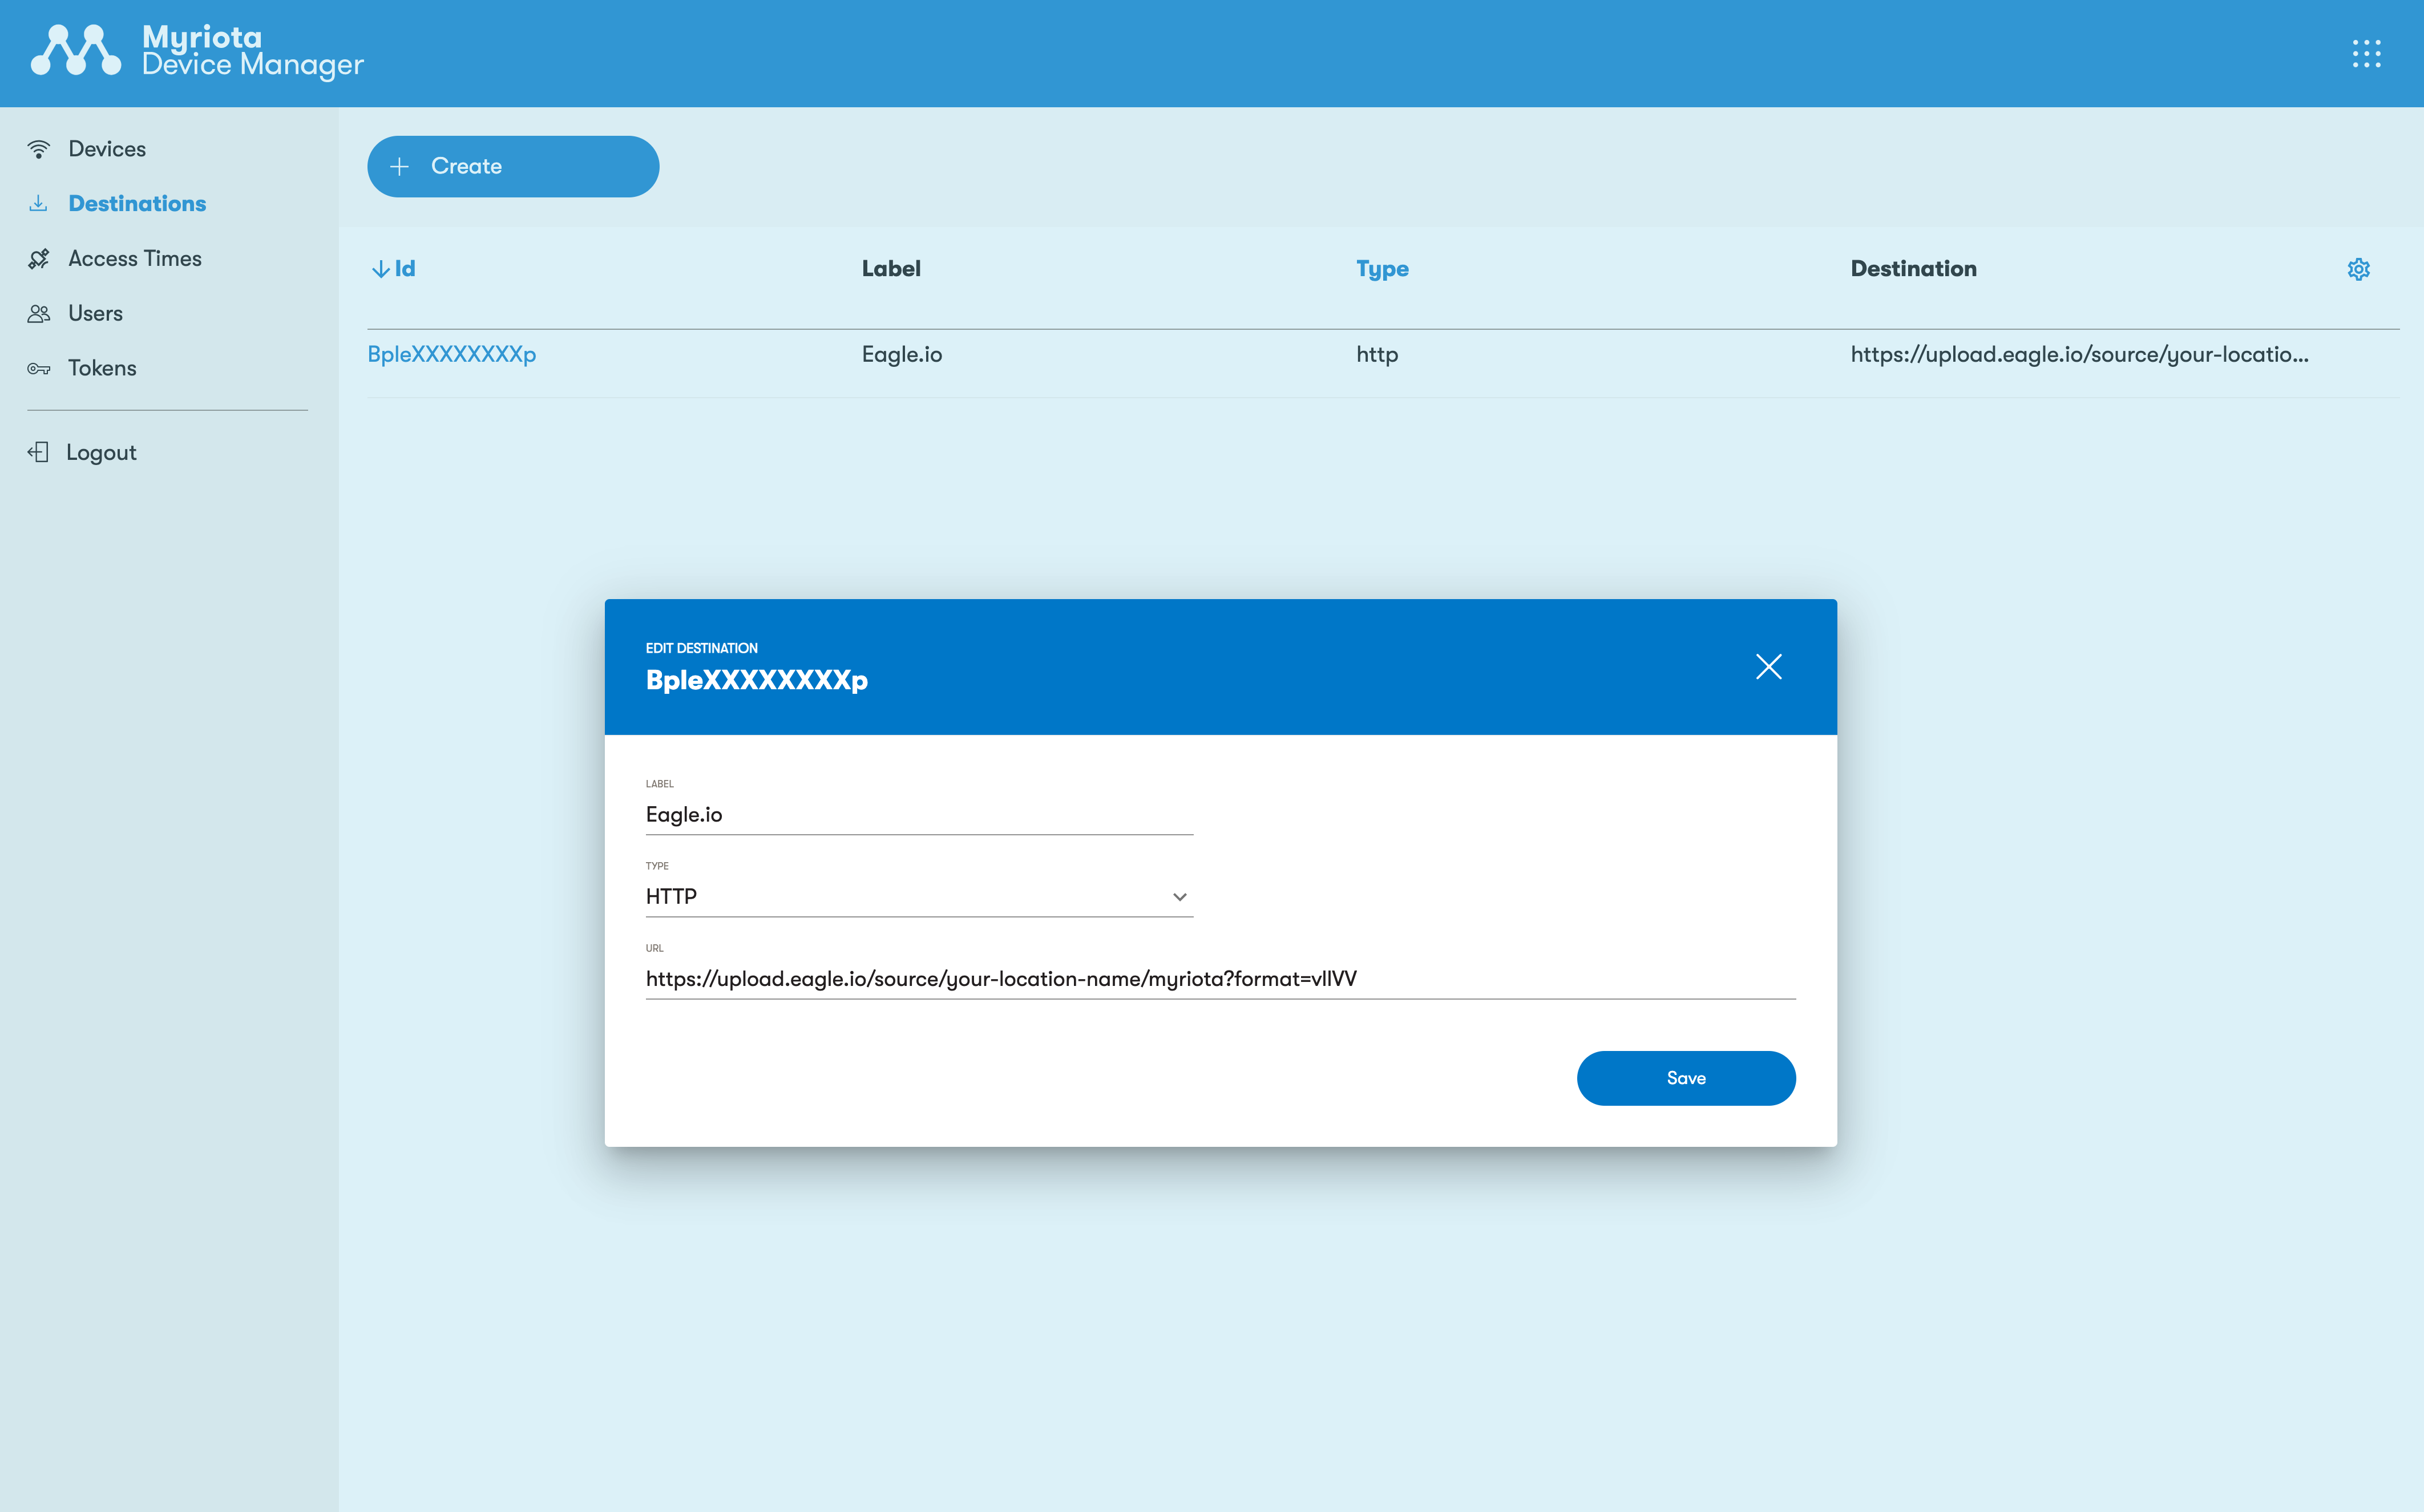 Myriota
Device Manager
Devices
Destinations
Access Times
Users
Tokens
Logout
Create
Id Label Type Destination
BpleXXXXXXXXp Eagle.io http https://upload.eagle.io/source/your-locatio...
EDIT DESTINATION
BpleXXXXXXXXp
LABEL
Eagle.io
TYPE
HTTP
URL
https://upload.eagle.io/source/your-location-name/myriota?format=vllVV
Save